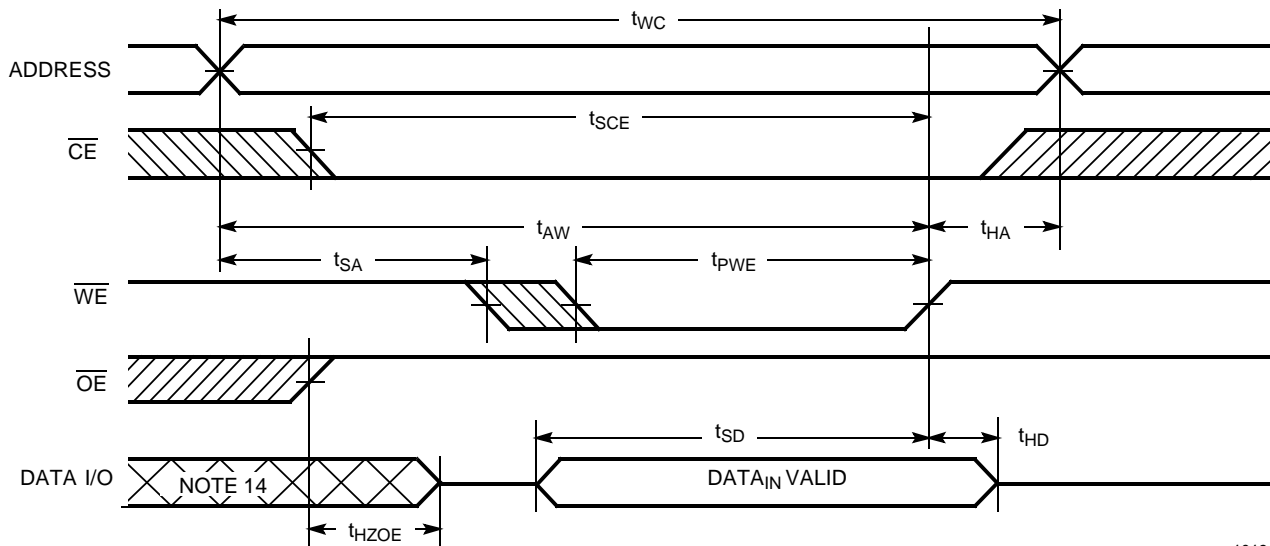 tWC
ADDRESS
tSCE
CE
tAW
tHA
tSA
tPWE
WE
OE
tSD
tHD
DATA I/O
NOTE 14
DATAIN VALID
tHZOE